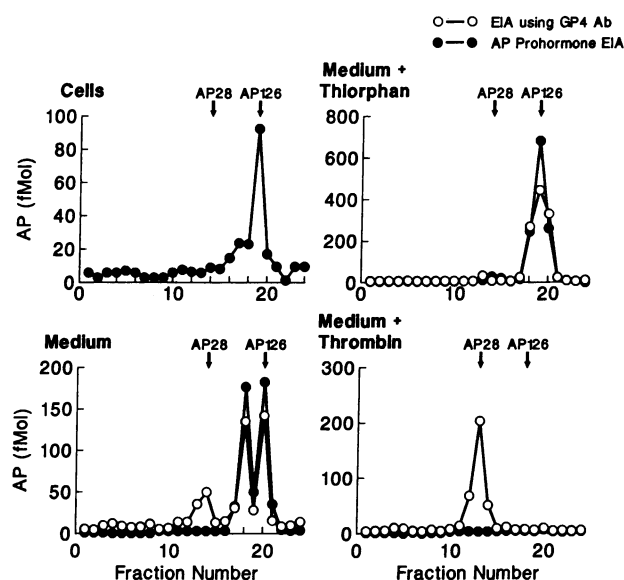 EIA using GP4 Ab
AP Prohormone EIA
Cells
AP28 AP126
100
80
60
40
20
0
AP (fMol)
0 10 20
Medium +
Thiorphan
AP28 AP126
800
600
400
200
0
0 10 20
Medium
AP28 AP126
200
150
100
50
0
AP (fMol)
0 10 20
Fraction Number
Medium +
Thrombin
AP28 AP126
300
200
100
0
0 10 20
Fraction Number